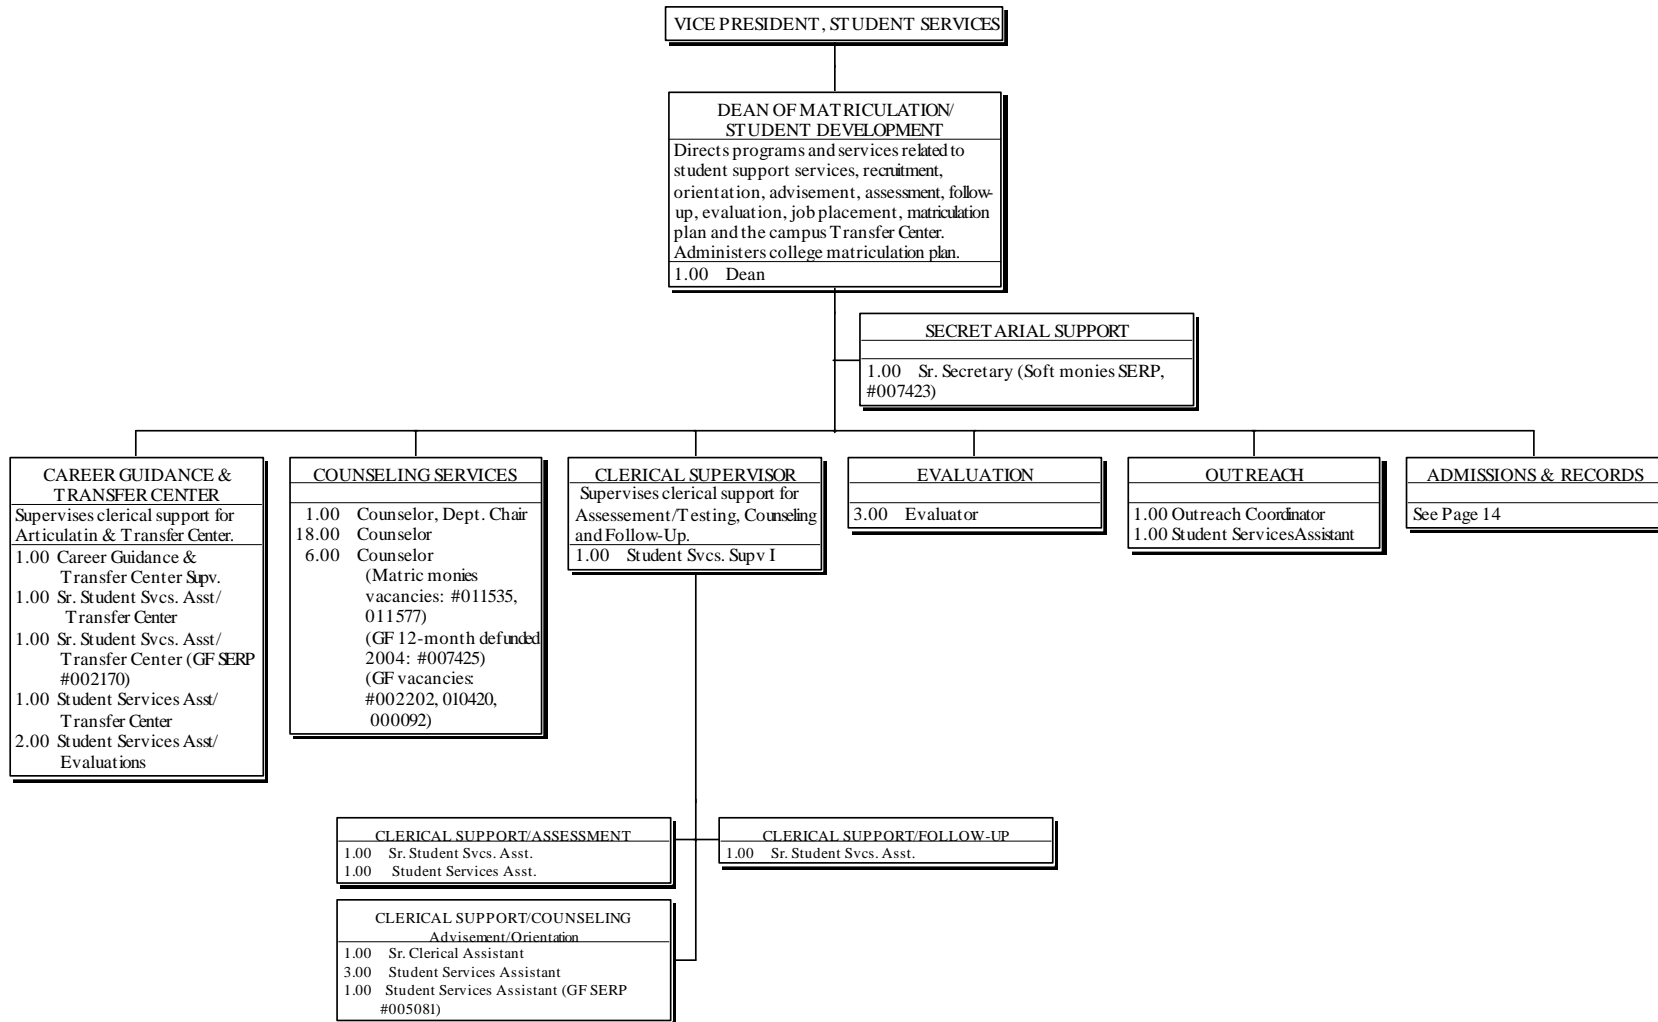 VICE PRESIDENT, STUDENT SERVICES
DEAN OF MATRICULATION/
STUDENT DEVELOPMENT
Directs programs and services related to
student support services, recruitment,
orientation, advisement, assessment, follow-
up, evaluation, job placement, matriculation
plan and the campus Transfer Center.
Administers college matriculation plan.
1.00 Dean
SECRETARIAL SUPPORT
1.00 Sr. Secretary (Soft monies SERP,
#007423)
CAREER GUIDANCE &
TRANSFER CENTER
Supervises clerical support for
Articulatin & Transfer Center.
1.00 Career Guidance &
Transfer Center Supv.
1.00 Sr. Student Svcs. Asst/
Transfer Center
1.00 Sr. Student Svcs. Asst/
Transfer Center (GF SERP
#002170)
1.00 Student Services Asst/
Transfer Center
2.00 Student Services Asst/
Evaluations
COUNSELING SERVICES
1.00 Counselor, Dept. Chair
18.00 Counselor
6.00 Counselor
(Matric monies
vacancies: #011535,
011577)
(GF 12-month defunded
2004: #007425)
(GF vacancies:
#002202, 010420,
000092)
CLERICAL SUPERVISOR
Supervises clerical support for
Assessement/Testing, Counseling
and Follow-Up.
1.00 Student Svcs. Supv I
EVALUATION
3.00 Evaluator
OUTREACH
1.00 Outreach Coordinator
1.00 Student Services Assistant
ADMISSIONS & RECORDS
See Page 14
CLERICAL SUPPORT/ASSESSMENT
1.00 Sr. Student Svcs. Asst.
1.00 Student Services Asst.
CLERICAL SUPPORT/FOLLOW-UP
1.00 Sr. Student Svcs. Asst.
CLERICAL SUPPORT/COUNSELING
Advisement/Orientation
1.00 Sr. Clerical Assistant
3.00 Student Services Assistant
1.00 Student Services Assistant (GF SERP
#005081)